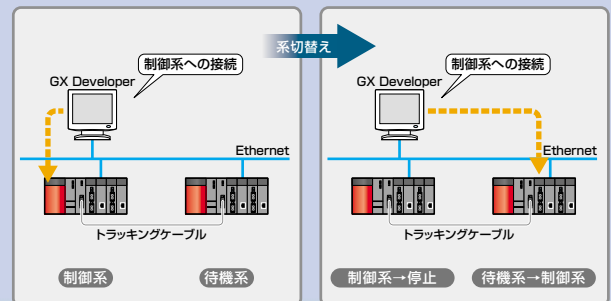 制御系への接続
GX Developer
Ethernet
トラッキングケーブル
制御系
待機系
系切替え
制御系への接続
GX Developer
Ethernet
トラッキングケーブル
制御系→停止
待機系→制御系